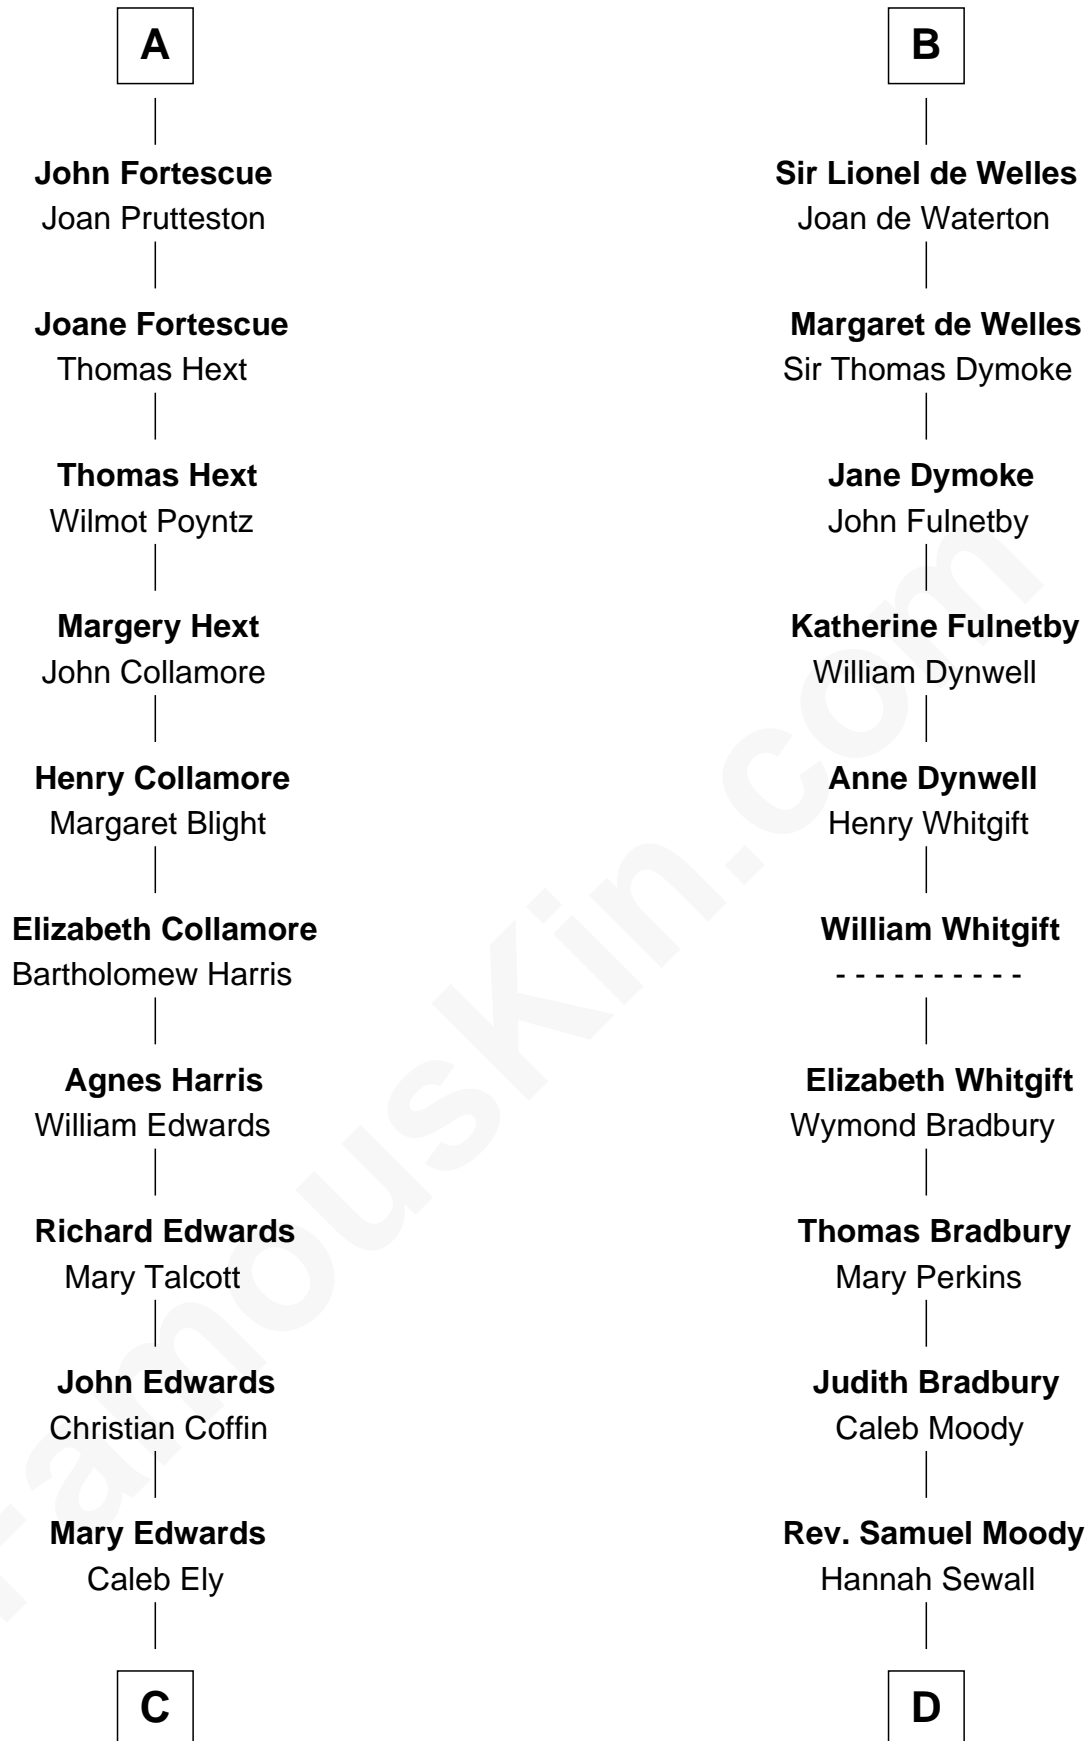 A
John Fortescue
Joan Prutteston
Joane Fortescue
Thomas Hext
Thomas Hext
Wilmot Poyntz
Margery Hext
John Collamore
Henry Collamore
Margaret Blight
Elizabeth Collamore
Bartholomew Harris
Agnes Harris
William Edwards
Richard Edwards
Mary Talcott
John Edwards
Christian Coffin
Mary Edwards
Caleb Ely
C
B
Sir Lionel de Welles
Joan de Waterton
Margaret de Welles
Sir Thomas Dymoke
Jane Dymoke
John Fulnetby
Katherine Fulnetby
William Dynwell
Anne Dynwell
Henry Whitgift
William Whitgift
- - - - - - - - - -
Elizabeth Whitgift
Wymond Bradbury
Thomas Bradbury
Mary Perkins
Judith Bradbury
Caleb Moody
Rev. Samuel Moody
Hannah Sewall
D
FamousKin.com